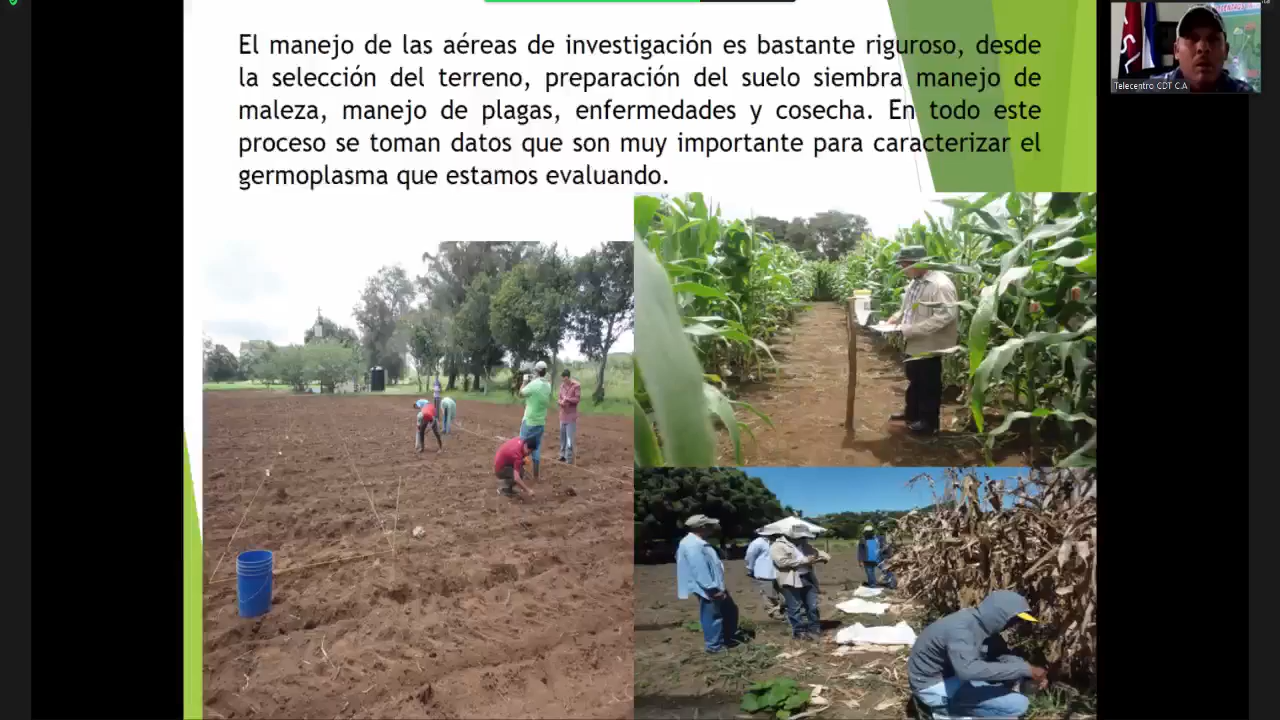 El manejo de las aéreas de investigación es bastante riguroso, desde
la selección del terreno, preparación del suelo siembra manejo de
maleza, manejo de plagas, enfermedades y cosecha. En todo este
proceso se toman datos que son muy importante para caracterizar el
germoplasma que estamos evaluando.
Telecentro CDT C.A